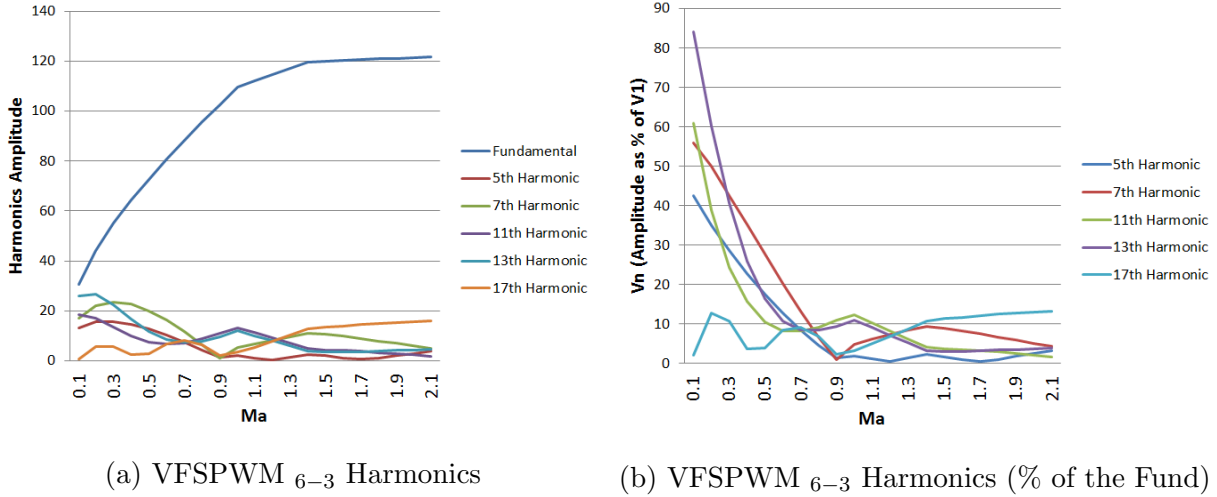 140
120
100
80
60
40
20
0
Harmonics Amplitude
0.1
0.3
0.5
0.7
0.9
1.1
1.3
1.5
1.7
1.9
2.1
Ma
Fundamental
5th Harmonic
7th Harmonic
11th Harmonic
13th Harmonic
17th Harmonic
(a) VFSPWM 6−3 Harmonics
90
80
70
60
50
40
30
20
10
0
Vn (Amplitude as % of V1)
0.1
0.3
0.5
0.7
0.9
1.1
1.3
1.5
1.7
1.9
2.1
Ma
5th Harmonic
7th Harmonic
11th Harmonic
13th Harmonic
17th Harmonic
(b) VFSPWM 6−3 Harmonics (% of the Fund)